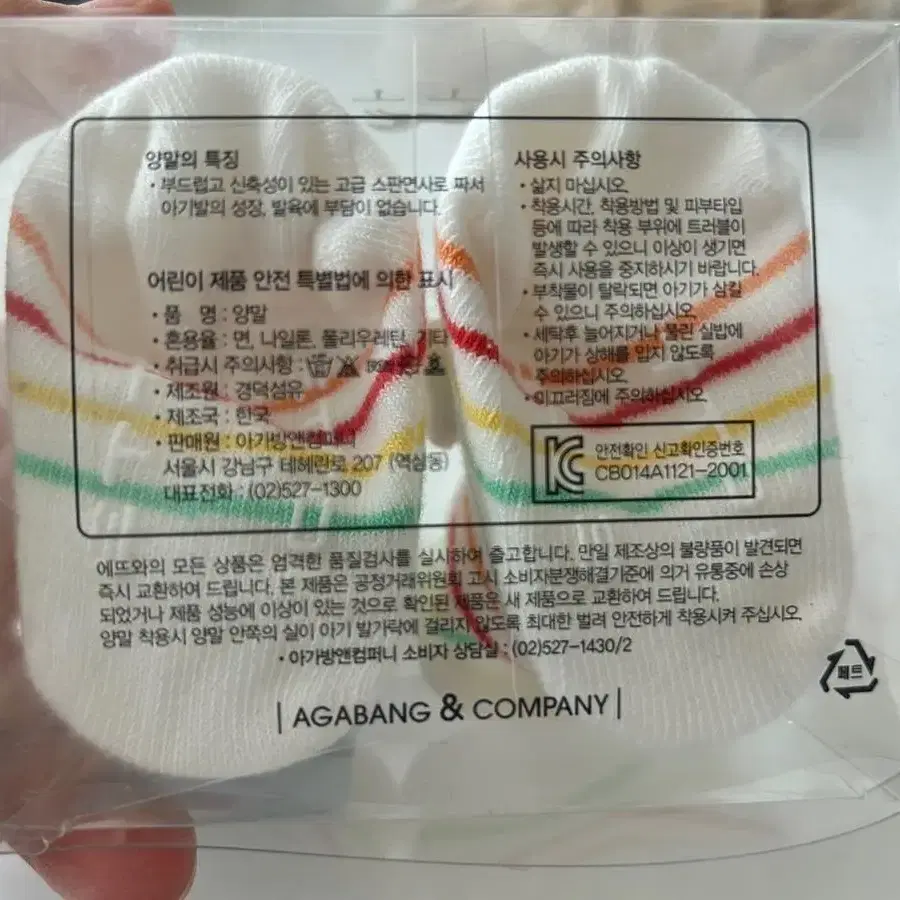 양말의 특징
• 부드럽고 신축성이 있는 고급 스판면사로 짜서
아기발의 성장, 발육에 부담이 없습니다.
어린이 제품 안전 특별법에 의한 표시
• 품 명 : 양말
• 혼용율 : 면, 나일론, 폴리우레탄, 기타
• 취급시 주의사항 :
• 제조원 : 경덕섬유
• 제조국 : 한국
• 판매원 : 아가방앤컴퍼니
서울시 강남구 테헤란로 207 (역삼동)
대표전화 : (02)527-1300
사용시 주의사항
• 삶지 마십시오.
• 착용시간, 착용방법 및 피부타입
등에 따라 착용 부위에 트러블이
발생할 수 있으니 이상이 생기면
즉시 사용을 중지하시기 바랍니다.
• 부착물이 탈락되면 아기가 삼킬
수 있으니 주의하십시오.
• 세탁후 늘어지거나 풀린 실밥에
아기가 상해를 입지 않도록
주의하십시오.
• 미끄러짐에 주의하십시오.
안전확인 신고확인증번호
CB014A1121-2001
에뜨와의 모든 상품은 엄격한 품질검사를 실시하여 출고합니다. 만일 제조상의 불량품이 발견되면
즉시 교환하여 드립니다. 본 제품은 공정거래위원회 고시 소비자분쟁해결기준에 의거 유통중에 손상
되었거나 제품 성능에 이상이 있는 것으로 확인된 제품은 새 제품으로 교환하여 드립니다.
양말 착용시 양말 안쪽의 실이 아기 발가락에 걸리지 않도록 최대한 벌려 안전하게 착용시켜 주십시오.
• 아가방앤컴퍼니 소비자 상담실 : (02)527-1430/2
| AGABANG & COMPANY |
페트